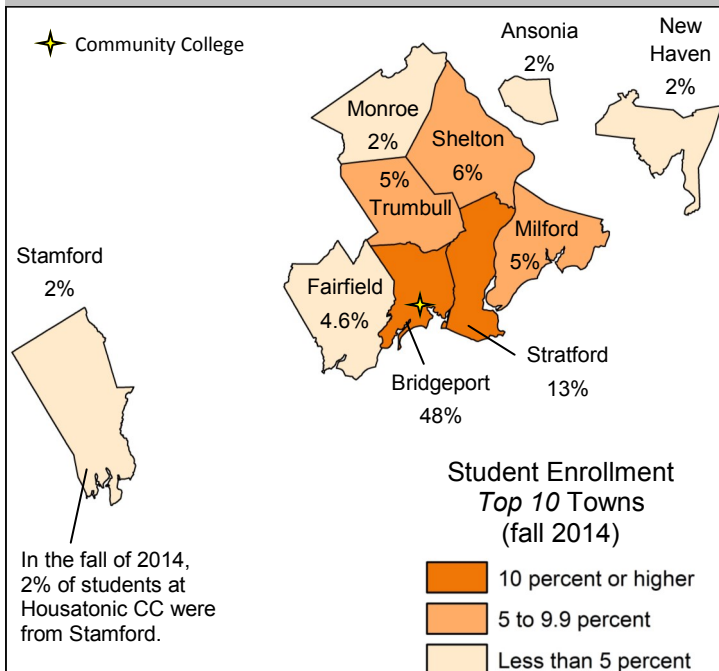 Community College
Ansonia
2%
New
Haven
2%
Monroe
2%
Shelton
6%
5%
Trumbull
Milford
5%
Stamford
2%
Fairfield
4.6%
Stratford
13%
Bridgeport
48%
In the fall of 2014,
2% of students at
Housatonic CC were
from Stamford.
Student Enrollment
Top 10 Towns
(fall 2014)
10 percent or higher
5 to 9.9 percent
Less than 5 percent